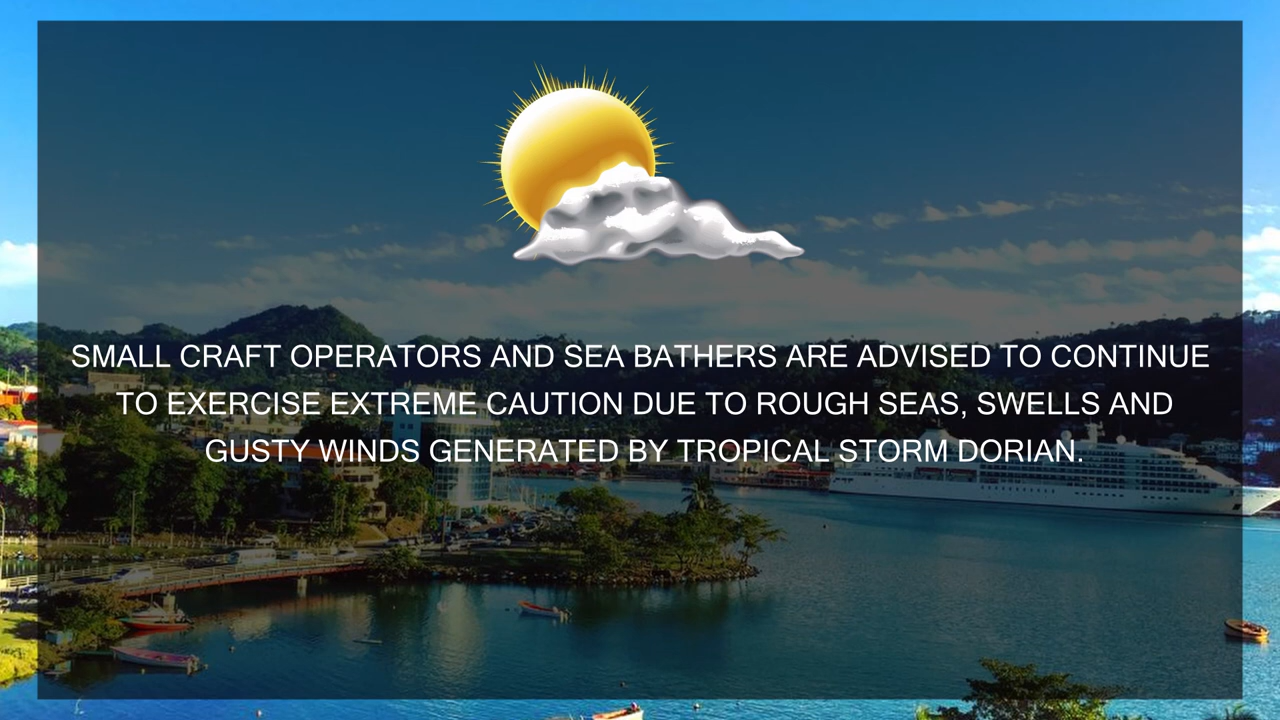 SMALL CRAFT OPERATORS AND SEA BATHERS ARE ADVISED TO CONTINUE
TO EXERCISE EXTREME CAUTION DUE TO ROUGH SEAS, SWELLS AND
GUSTY WINDS GENERATED BY TROPICAL STORM DORIAN.